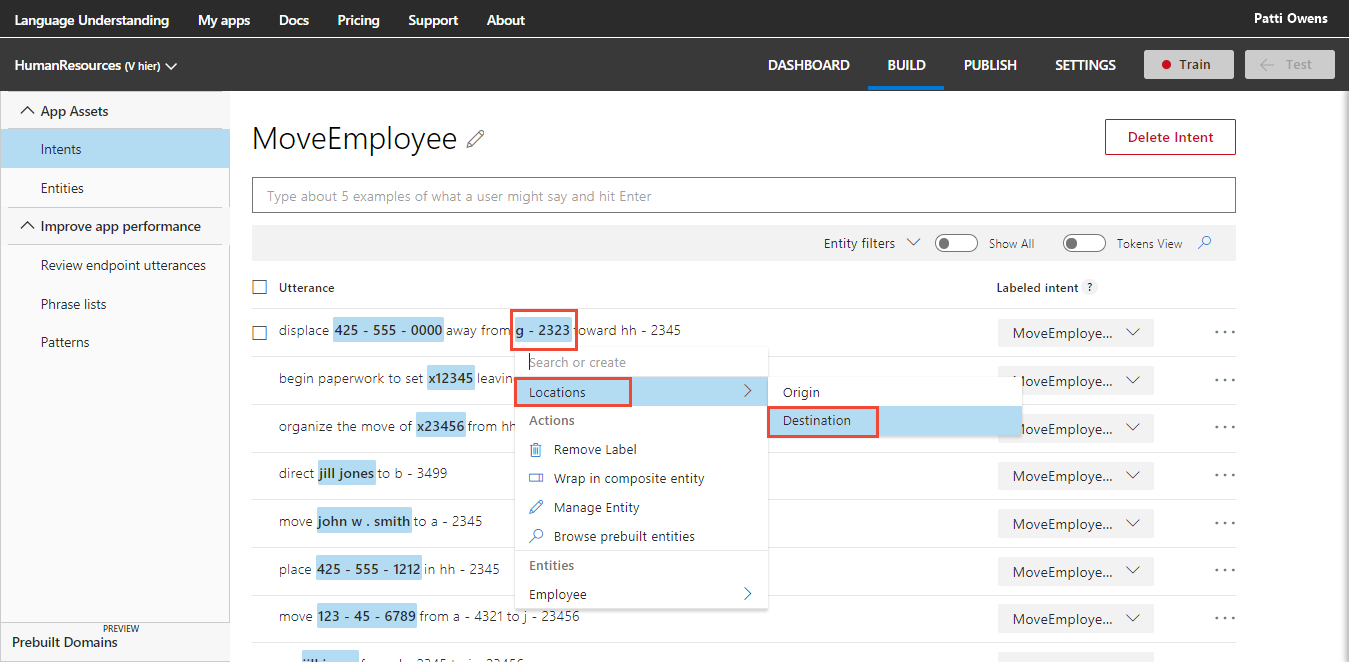 Language Understanding My apps Docs Pricing Support About Patti Owens
HumanResources (V hier) DASHBOARD BUILD PUBLISH SETTINGS Train Test
App Assets
Intents
Entities
Improve app performance
Review endpoint utterances
Phrase lists
Patterns
PREVIEW
Prebuilt Domains
MoveEmployee Delete Intent
Type about 5 examples of what a user might say and hit Enter
Entity filters Show All Tokens View
Utterance Labeled intent ?
displace 425 - 555 - 0000 away from g - 2323 toward hh - 2345 MoveEmploye...
Search or create
begin paperwork to set x12345 MoveEmploye...
Locations Origin
organize the move of x23456 from hh MoveEmploye...
Actions Destination
Remove Label
direct jill jones to b - 3499 MoveEmploye...
Wrap in composite entity
Manage Entity
move john w . smith to a - 2345 MoveEmploye...
Browse prebuilt entities
Entities
place 425 - 555 - 1212 in hh - 2345 MoveEmploye...
Employee
move 123 - 45 - 6789 from a - 4321 to j - 23456 MoveEmploye...